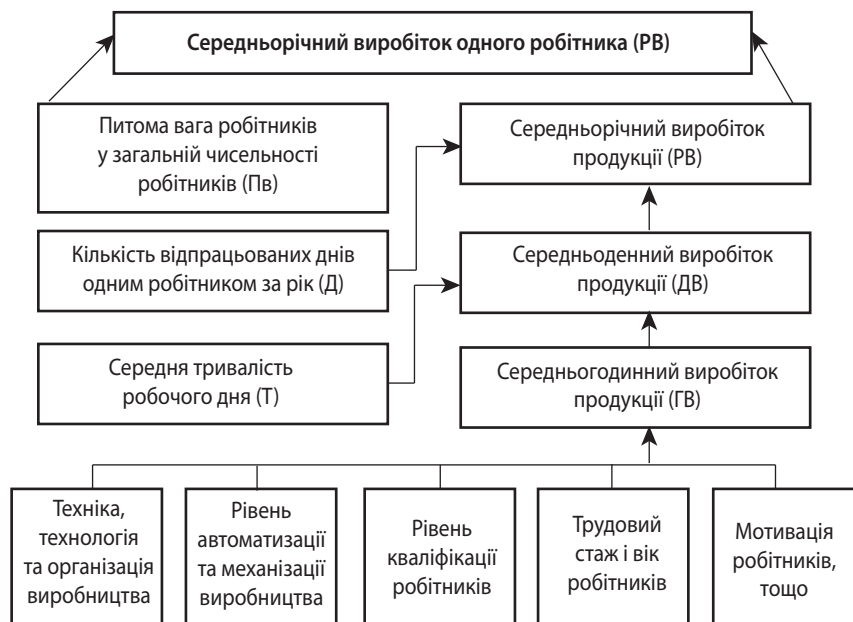 Середньорічний виробіток одного робітника (РВ)
Питома вага робітників
у загальній чисельності
робітників (Пв)
Середньорічний виробіток
продукції (РВ)
Кількість відпрацьованих днів
одним робітником за рік (Д)
Середньоденний виробіток
продукції (ДВ)
Середня тривалість
робочого дня (Т)
Середньогодинний виробіток
продукції (ГВ)
Техніка,
технологія
та організація
виробництва
Рівень
автоматизації
та механізації
виробництва
Рівень
кваліфікації
робітників
Трудовий
стаж і вік
робітників
Мотивація
робітників,
тощо